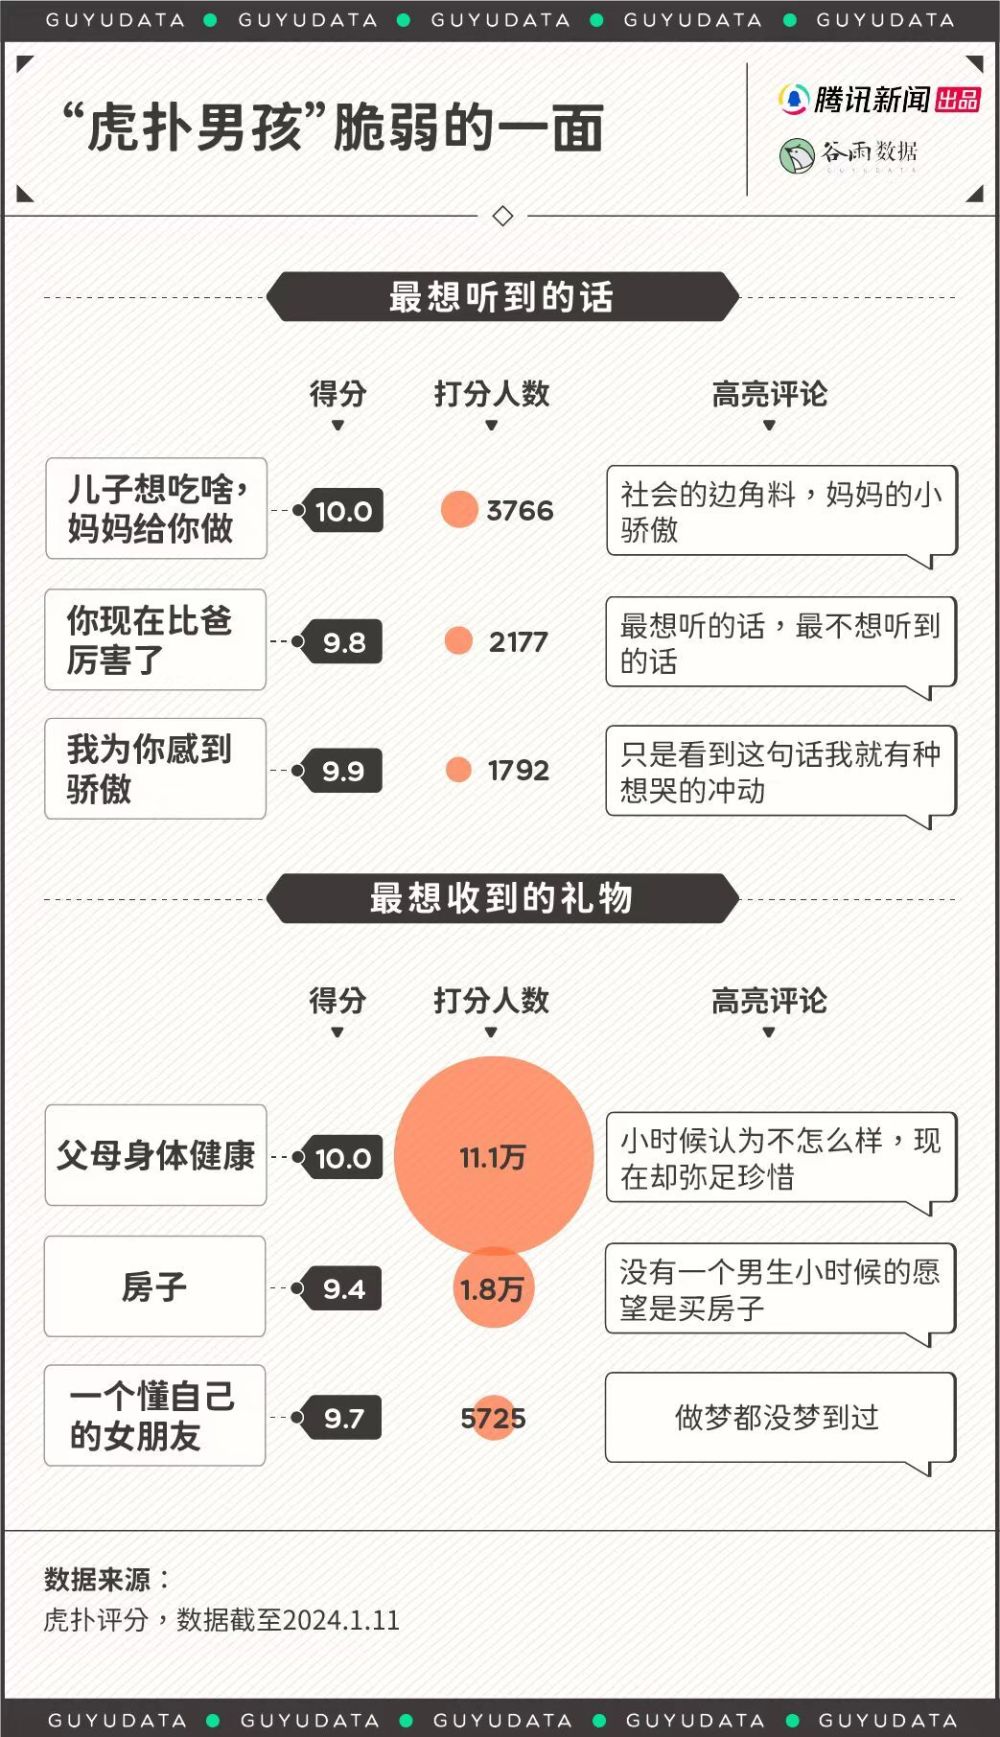 GUYUDATA ● GUYUDATA ● GUYUDATA ● GUYUDATA ● GUYUDATA
“虎扑男孩”脆弱的一面
腾讯新闻 出品
谷雨数据
GUYUDATA
最想听到的话
得分 打分人数 高亮评论
儿子想吃啥，
妈妈给你做
10.0
3766
社会的边角料，妈妈的小
骄傲
你现在比爸
厉害了
9.8
2177
最想听的话，最不想听到
的话
我为你感到
骄傲
9.9
1792
只是看到这句话我就有种
想哭的冲动
最想收到的礼物
得分 打分人数 高亮评论
父母身体健康
10.0
11.1万
小时候认为不怎么样，现
在却弥足珍惜
房子
9.4
1.8万
没有一个男生小时候的愿
望是买房子
一个懂自己
的女朋友
9.7
5725
做梦都没梦到过
数据来源：
虎扑评分，数据截至2024.1.11
GUYUDATA ● GUYUDATA ● GUYUDATA ● GUYUDATA ● GUYUDATA